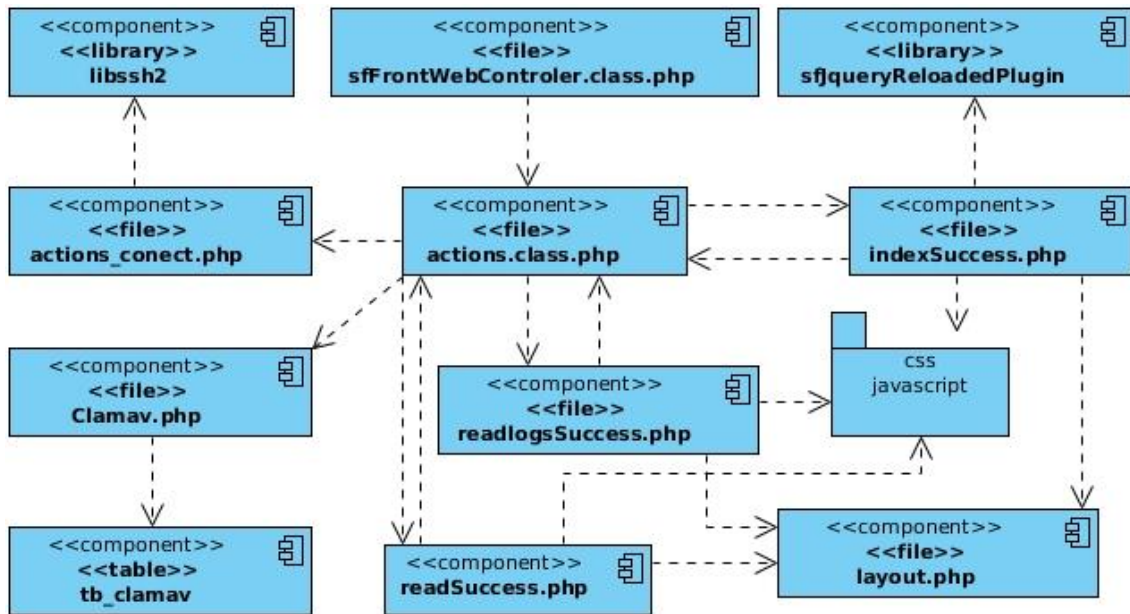 <<component>>
<<library>>
libssh2
<<component>>
<<file>>
sfFrontWebControler.class.php
<<component>>
<<library>>
sfJqueryReloadedPlugin
<<component>>
<<file>>
actions_conect.php
<<component>>
<<file>>
actions.class.php
<<component>>
<<file>>
indexSuccess.php
<<component>>
<<file>>
Clamav.php
<<component>>
<<file>>
readlogsSuccess.php
css
javascript
<<component>>
<<table>>
tb_clamav
<<component>>
readSuccess.php
<<component>>
<<file>>
layout.php